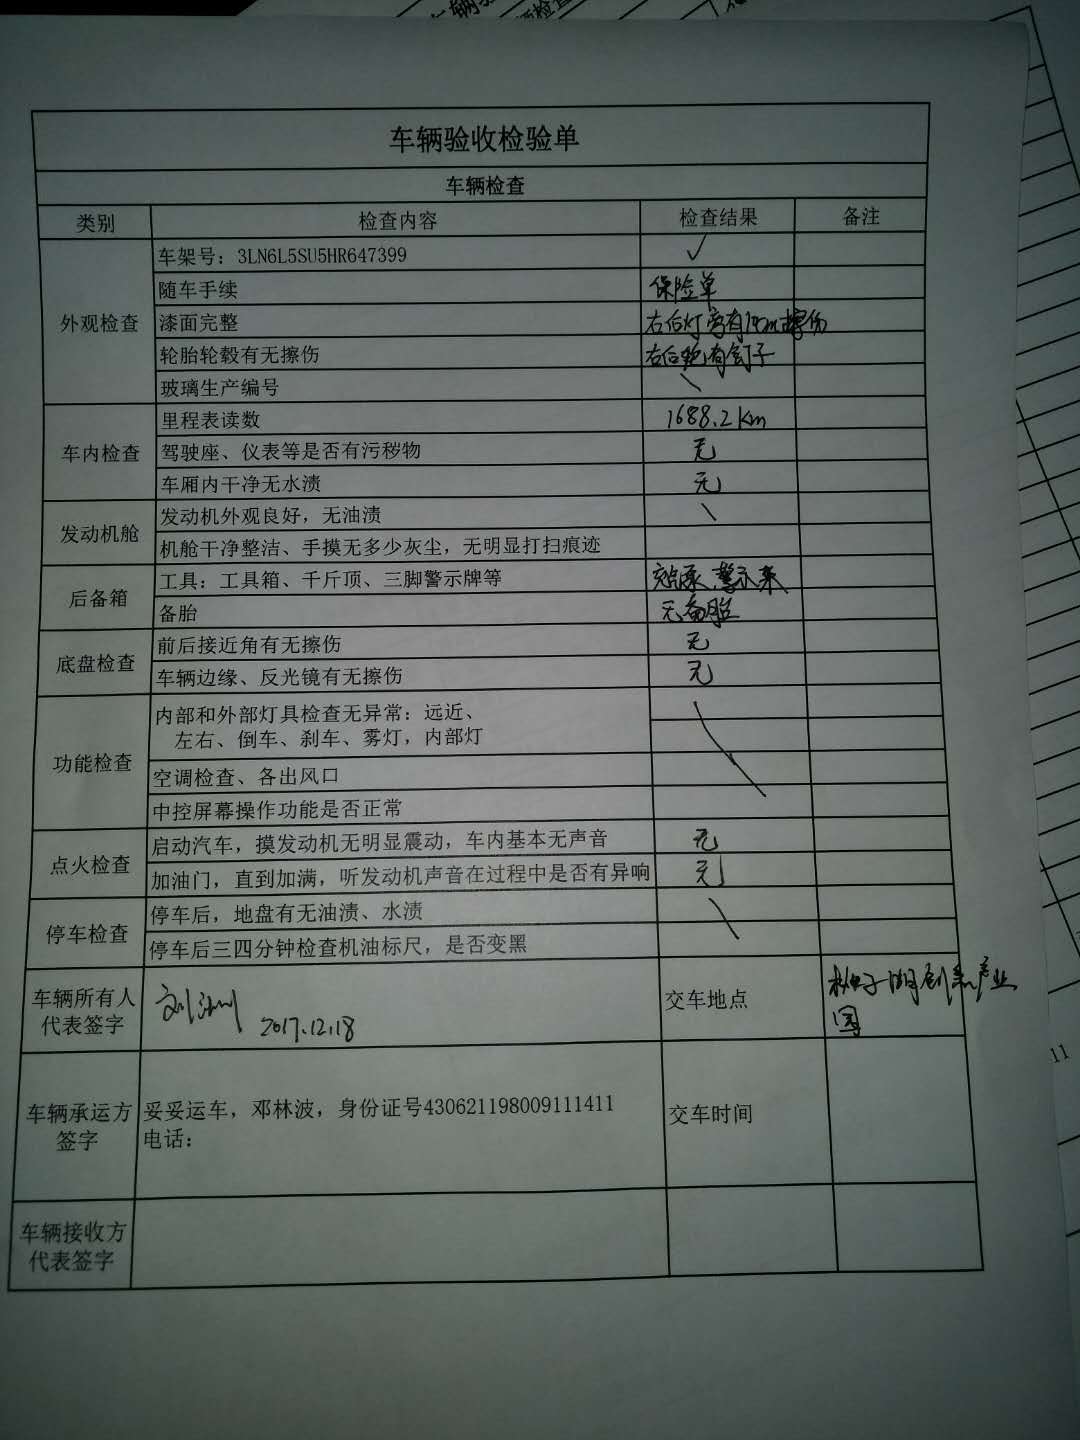 车辆验收检验单
车辆检查
类别 检查内容 检查结果 备注
外观检查
车架号：3LN6L5SU5HR647399 ✓
随车手续 保险单
漆面完整 右后灯旁有1cm擦伤
轮胎轮毂有无擦伤 右后轮有钉子
玻璃生产编号 \
车内检查
里程表读数 1688.2km
驾驶座、仪表等是否有污秽物 无
车厢内干净无水渍 无
发动机舱
发动机外观良好，无油渍 \
机舱干净整洁、手摸无多少灰尘，无明显打扫痕迹
后备箱
工具：工具箱、千斤顶、三脚警示牌等
备胎 无备胎
底盘检查
前后接近角有无擦伤 无
车辆边缘、反光镜有无擦伤 无
功能检查
内部和外部灯具检查无异常：远近、
左右、倒车、刹车、雾灯，内部灯
空调检查、各出风口
中控屏幕操作功能是否正常
点火检查
启动汽车，摸发动机无明显震动，车内基本无声音 无
加油门，直到加满，听发动机声音在过程中是否有异响 无
停车检查
停车后，地盘有无油渍、水渍
停车后三四分钟检查机油标尺，是否变黑
车辆所有人
代表签字
2017.12.18
交车地点
产业
园
车辆承运方
签字
妥妥运车，邓林波，身份证号430621198009111411
电话：
交车时间
车辆接收方
代表签字
11